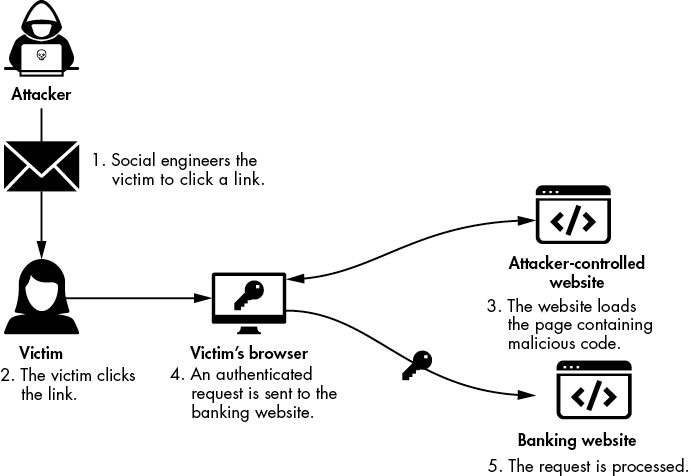 Attacker
1. Social engineers the
victim to click a link.
Victim
2. The victim clicks
the link.
Victim's browser
4. An authenticated
request is sent to the
banking website.
Attacker-controlled
website
3. The website loads
the page containing
malicious code.
Banking website
5. The request is processed.